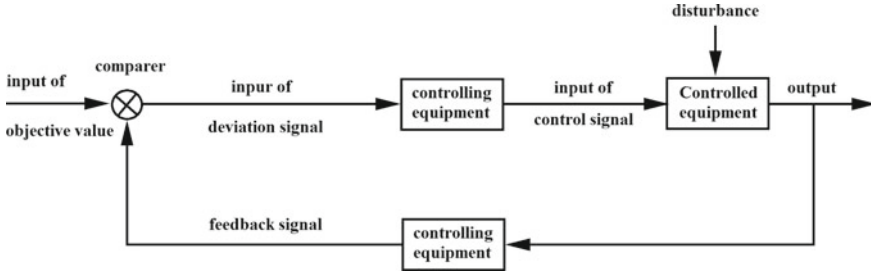 disturbance
comparer
input of
objective value
inpur of
deviation signal
controlling
equipment
input of
control signal
Controlled
equipment
output
feedback signal
controlling
equipment